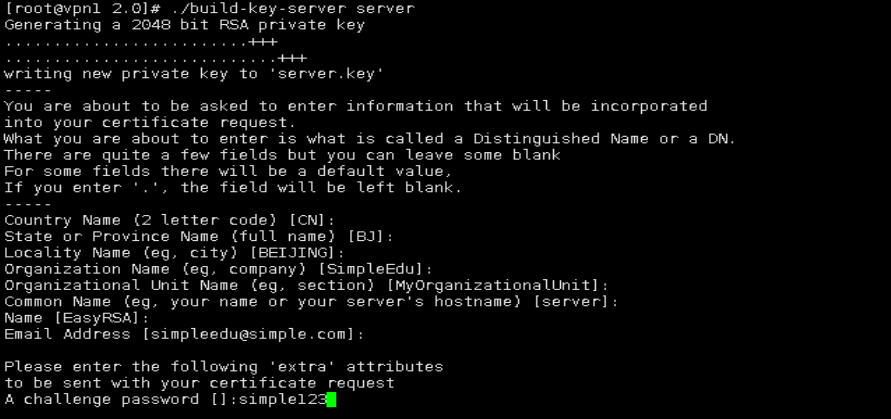 [root@vpn1 2.0]# ./build-key-server server
Generating a 2048 bit RSA private key
.........................+++
............................+++
writing new private key to 'server.key'
-----
You are about to be asked to enter information that will be incorporated
into your certificate request.
What you are about to enter is what is called a Distinguished Name or a DN.
There are quite a few fields but you can leave some blank
For some fields there will be a default value,
If you enter '.', the field will be left blank.
-----
Country Name (2 letter code) [CN]:
State or Province Name (full name) [BJ]:
Locality Name (eg, city) [BEIJING]:
Organization Name (eg, company) [SimpleEdu]:
Organizational Unit Name (eg, section) [MyOrganizationalUnit]:
Common Name (eg, your name or your server's hostname) [server]:
Name [EasyRSA]:
Email Address [simpleedu@simple.com]:
Please enter the following 'extra' attributes
to be sent with your certificate request
A challenge password []:simple123